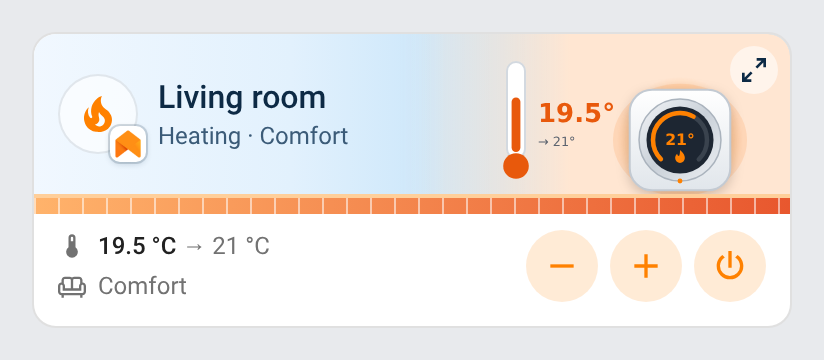 Living room
Heating · Comfort
19.5°
→ 21°
21°
19.5 °C → 21 °C
Comfort